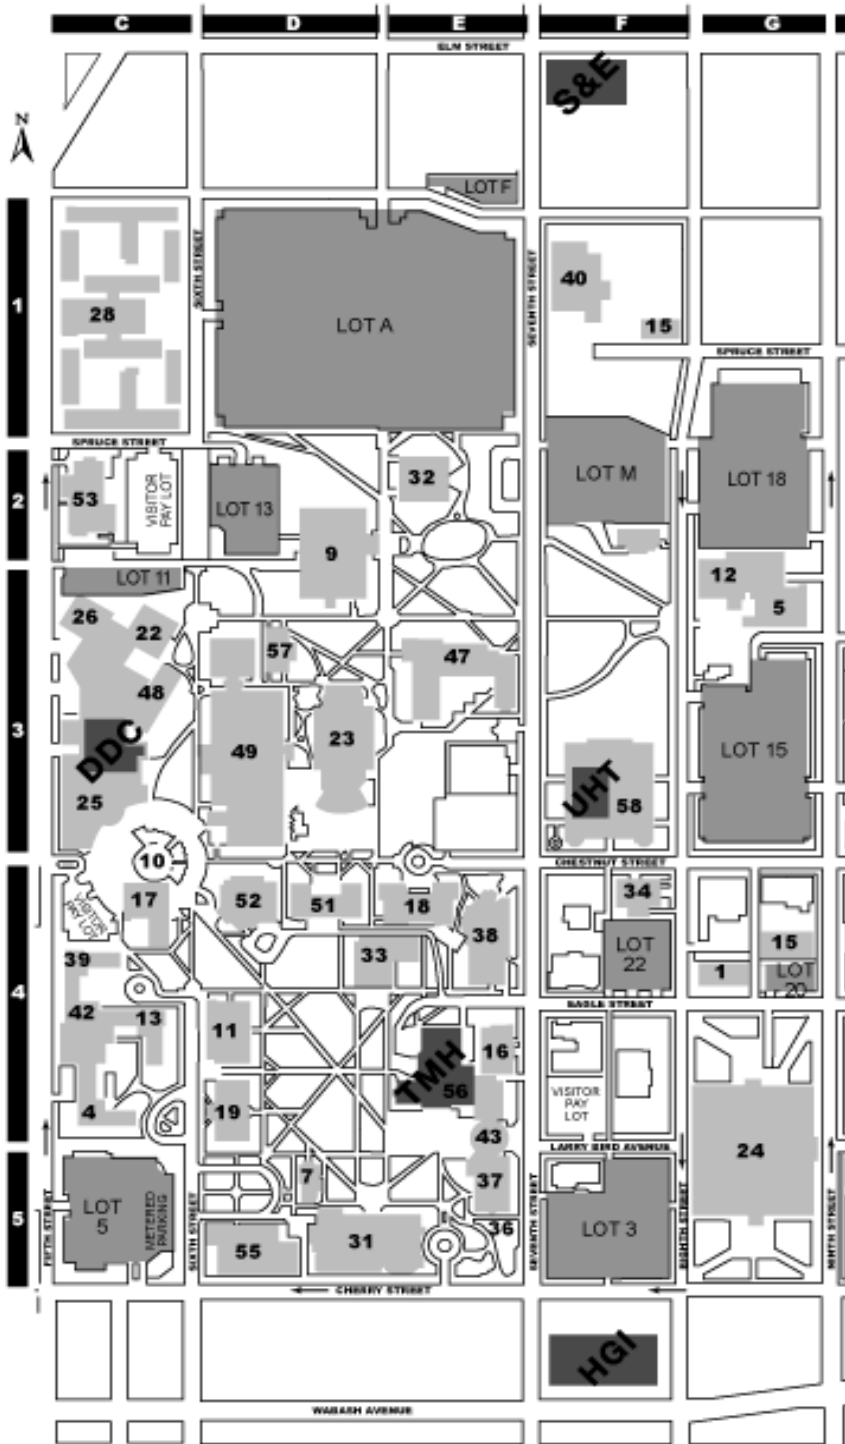 C D E F G
ELM STREET
S&E
N
LOT F
SIXTH STREET
SEVENTH STREET
1
28
LOT A
40
15
SPRUCE STREET
SPRUCE STREET
2
53
VISITOR
PAY LOT
LOT 13
32
LOT M
LOT 18
9
LOT 11
12
5
26
22
57
47
48
3
DDC
49
23
LOT 15
UHT
58
25
10
CHESTNUT STREET
VISITOR
PAY LOT
17
52
51
18
34
38
LOT
22
33
15
1
LOT
20
39
4
EAGLE STREET
42
13
11
16
TMH
56
VISITOR
PAY
LOT
4
19
43
LARRY BIRD AVENUE
24
7
37
5
LOT
5
METERED
PARKING
FIFTH STREET
SIXTH STREET
SEVENTH STREET
EIGHTH STREET
NINTH STREET
LOT 3
36
55
31
CHERRY STREET
HGI
WABASH AVENUE